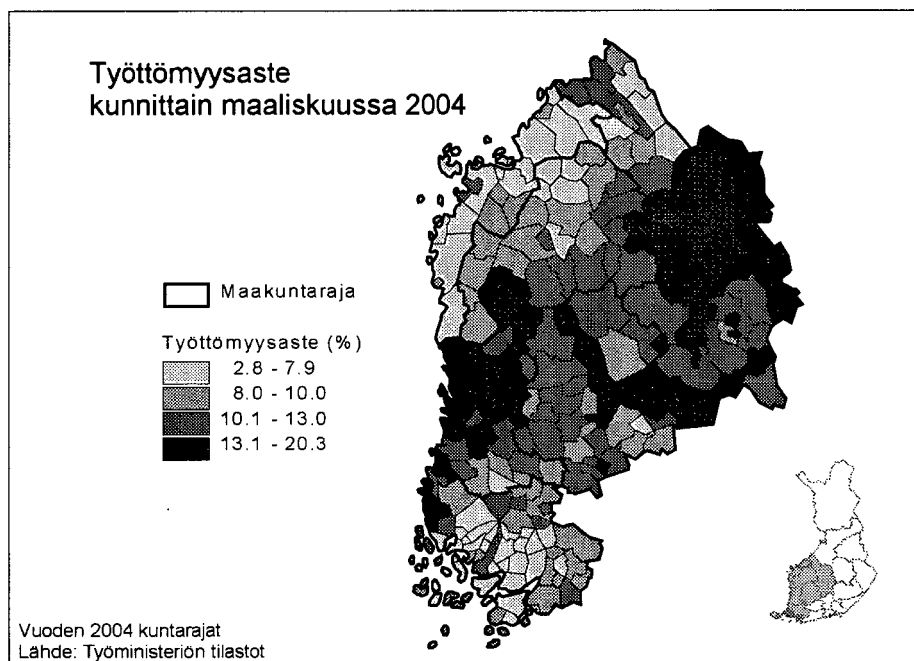 Työttömyysaste
kunnittain maaliskuussa 2004
Maakuntaraja
Työttömyysaste (%)
2.8 - 7.9
8.0 - 10.0
10.1 - 13.0
13.1 - 20.3
Vuoden 2004 kuntarajat
Lähde: Työministeriön tilastot